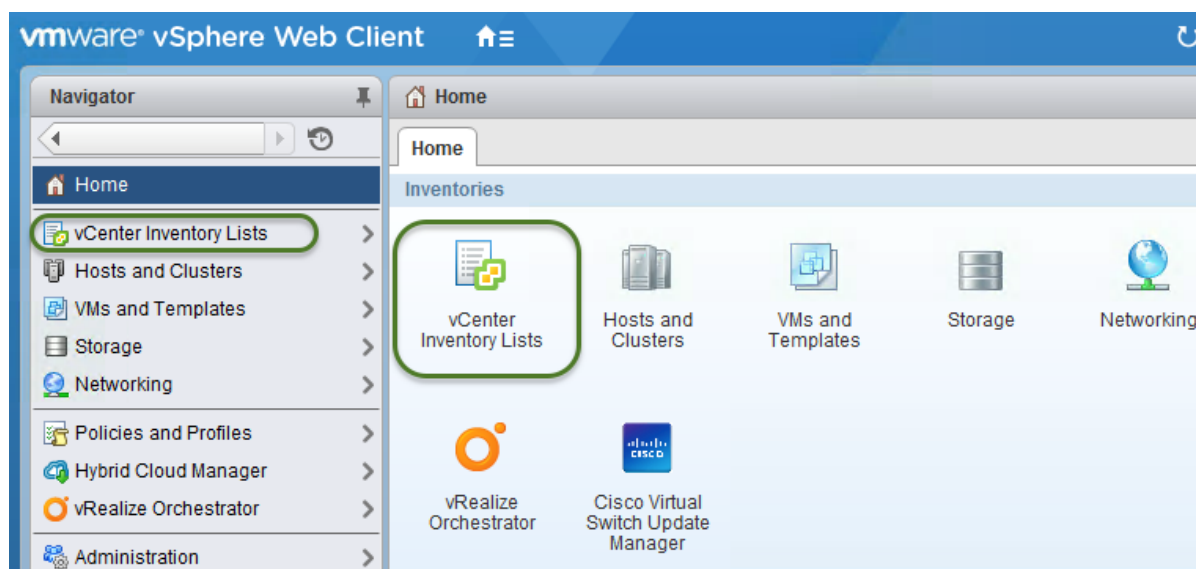 vmware® vSphere Web Client
Navigator
Home
Home
vCenter Inventory Lists
Hosts and Clusters
VMs and Templates
Storage
Networking
Policies and Profiles
Hybrid Cloud Manager
vRealize Orchestrator
Administration
Home
Inventories
vCenter
Inventory Lists
Hosts and
Clusters
VMs and
Templates
Storage
Networking
vRealize
Orchestrator
CISCO
Cisco Virtual
Switch Update
Manager